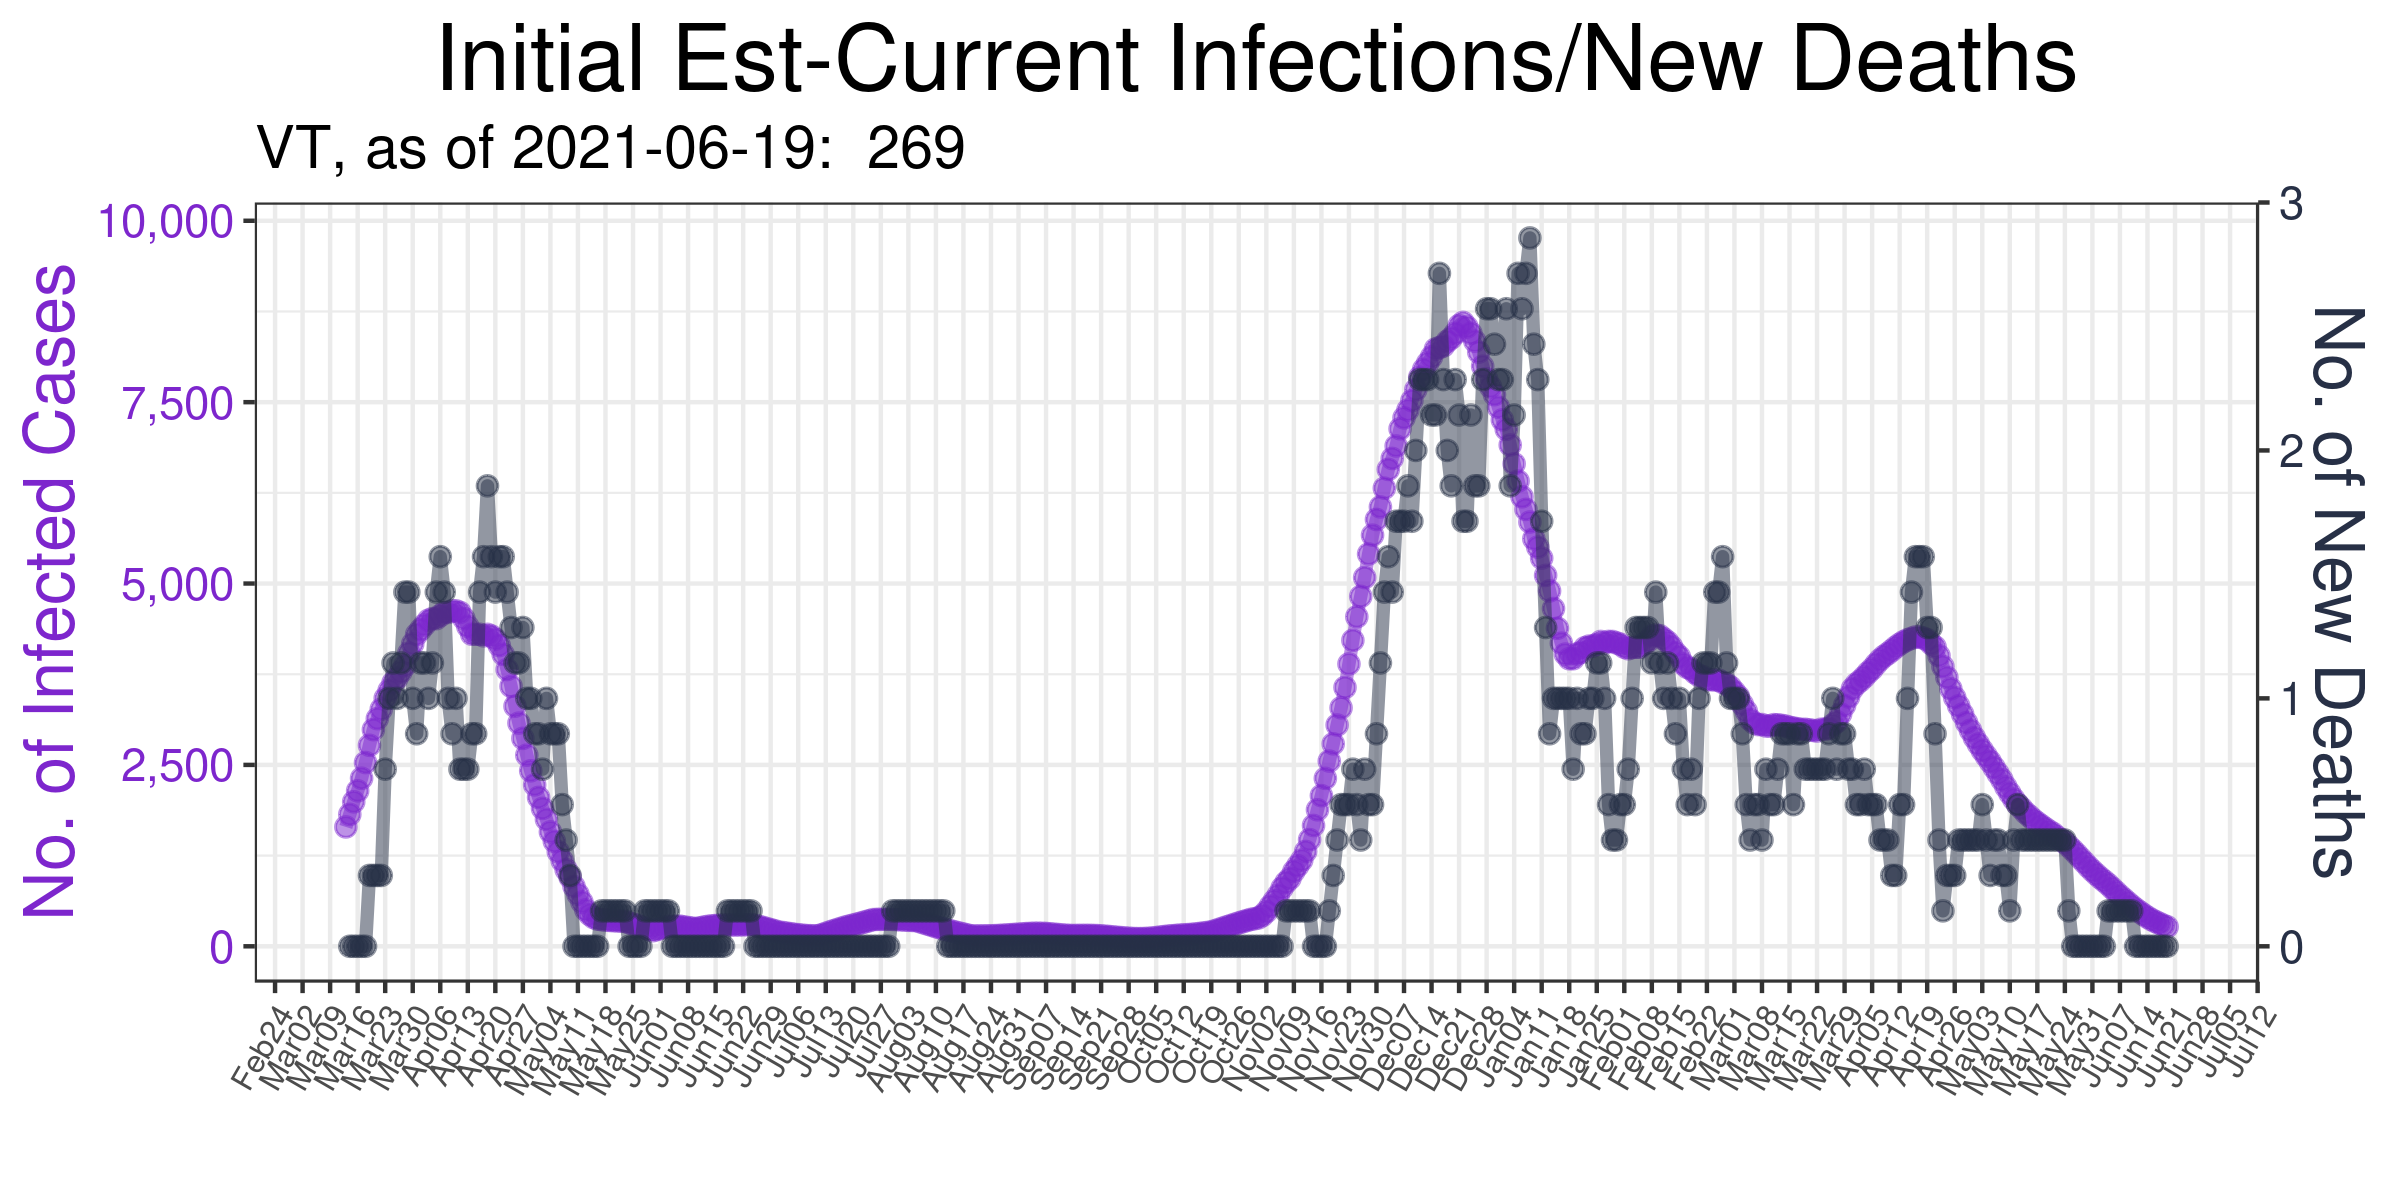 Initial Est-Current Infections/New Deaths
VT, as of 2021-06-19:  269
No. of Infected Cases
10,000
7,500
5,000
2,500
0
3
2
1
0
No. of New Deaths
Feb24
Mar02
Mar09
Mar16
Mar23
Mar30
Apr06
Apr13
Apr20
Apr27
May04
May11
May18
May25
Jun01
Jun08
Jun15
Jun22
Jun29
Jul06
Jul13
Jul20
Jul27
Aug03
Aug10
Aug17
Aug24
Aug31
Sep07
Sep14
Sep21
Sep28
Oct05
Oct12
Oct19
Oct26
Nov02
Nov09
Nov16
Nov23
Nov30
Dec07
Dec14
Dec21
Dec28
Jan04
Jan11
Jan18
Jan25
Feb01
Feb08
Feb15
Feb22
Mar01
Mar08
Mar15
Mar22
Mar29
Apr05
Apr12
Apr19
Apr26
May03
May10
May17
May24
May31
Jun07
Jun14
Jun21
Jun28
Jul05
Jul12